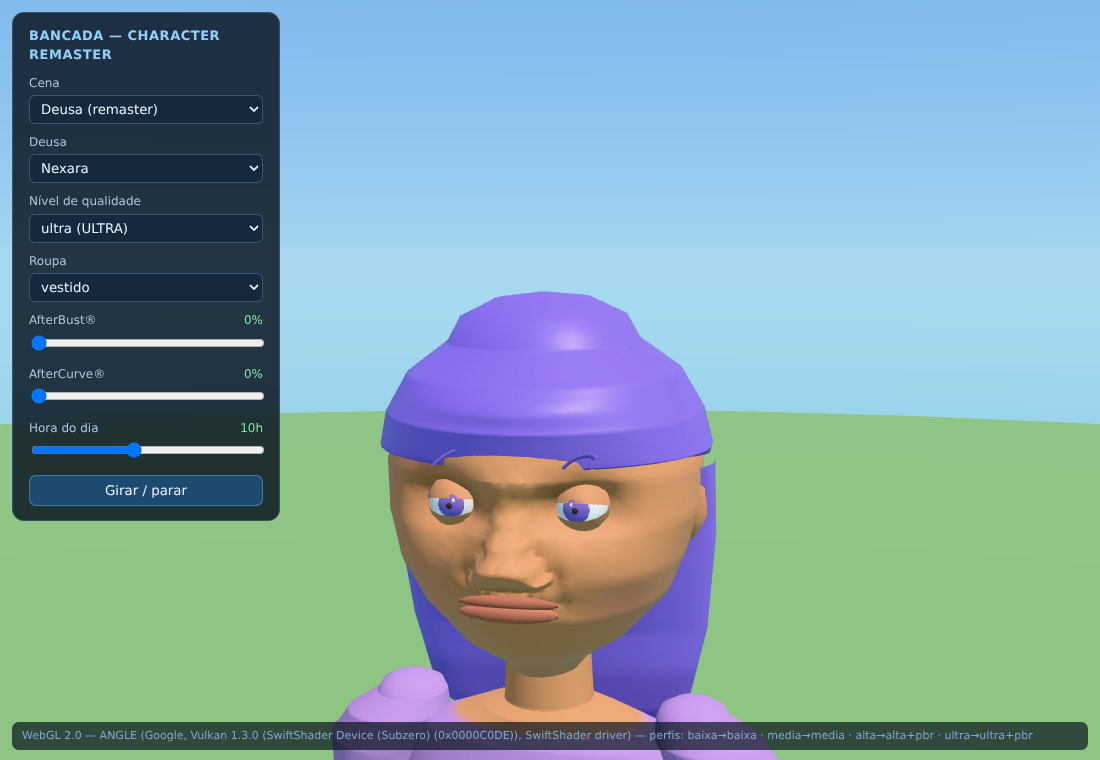 BANCADA — CHARACTER
REMASTER
Cena
Deusa (remaster)
Deusa
Nexara
Nível de qualidade
ultra (ULTRA)
Roupa
vestido
AfterBust® 0%
AfterCurve® 0%
Hora do dia 10h
Girar / parar
WebGL 2.0 — ANGLE (Google, Vulkan 1.3.0 (SwiftShader Device (Subzero) (0x0000C0DE)), SwiftShader driver) — perfis: baixa→baixa · media→media · alta→alta+pbr · ultra→ultra+pbr